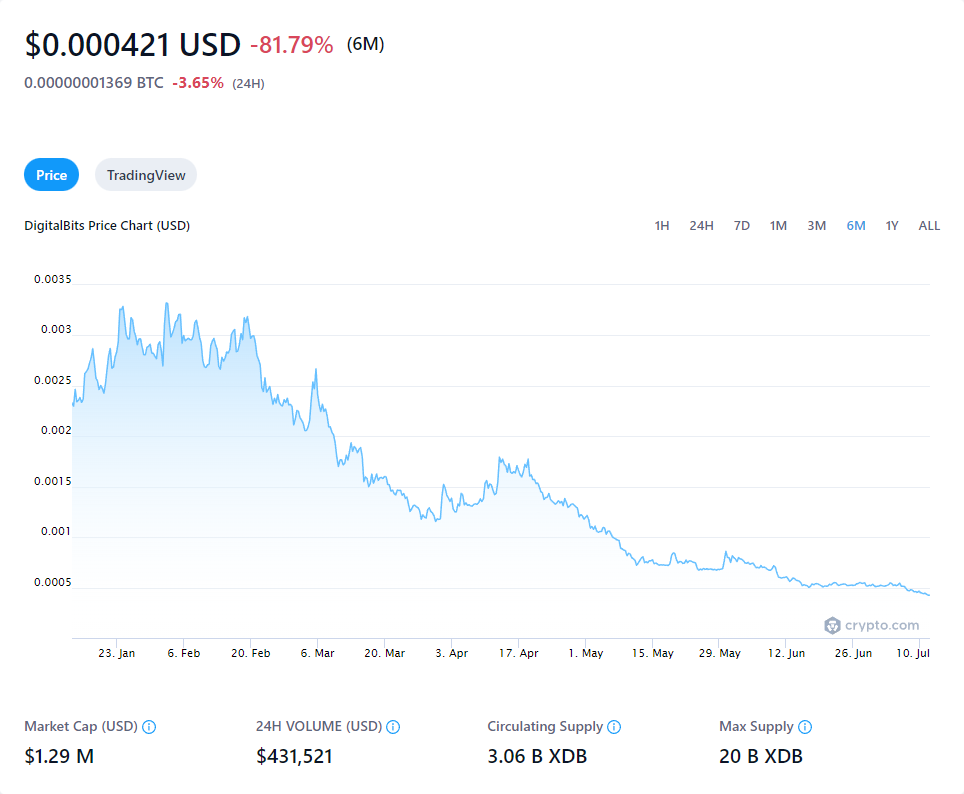 $0.000421 USD -81.79% (6M)
0.00000001369 BTC -3.65% (24H)
Price TradingView
DigitalBits Price Chart (USD) 1H 24H 7D 1M 3M 6M 1Y ALL
0.0035
0.003
0.0025
0.002
0.0015
0.001
0.0005
crypto.com
23. Jan 6. Feb 20. Feb 6. Mar 20. Mar 3. Apr 17. Apr 1. May 15. May 29. May 12. Jun 26. Jun 10. Jul
Market Cap (USD) 24H VOLUME (USD) Circulating Supply Max Supply
$1.29 M $431,521 3.06 B XDB 20 B XDB